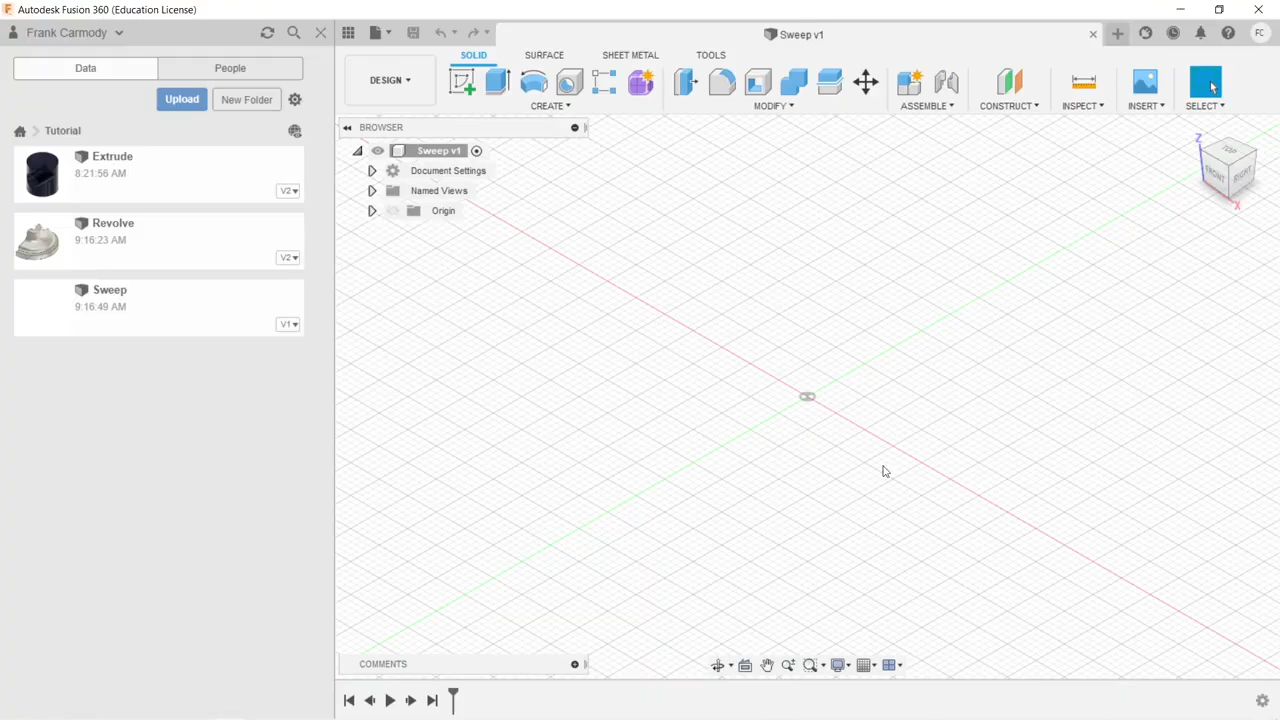 Autodesk Fusion 360 (Education License)
Frank Carmody
Sweep v1
FC
Data
People
SOLID
SURFACE
SHEET METAL
TOOLS
DESIGN
CREATE
MODIFY
ASSEMBLE
CONSTRUCT
INSPECT
INSERT
SELECT
Upload
New Folder
Tutorial
BROWSER
Sweep v1
Document Settings
Named Views
Origin
Extrude
8:21:56 AM
V2
Revolve
9:16:23 AM
V2
Sweep
9:16:49 AM
V1
Z
TOP
FRONT
RIGHT
X
COMMENTS